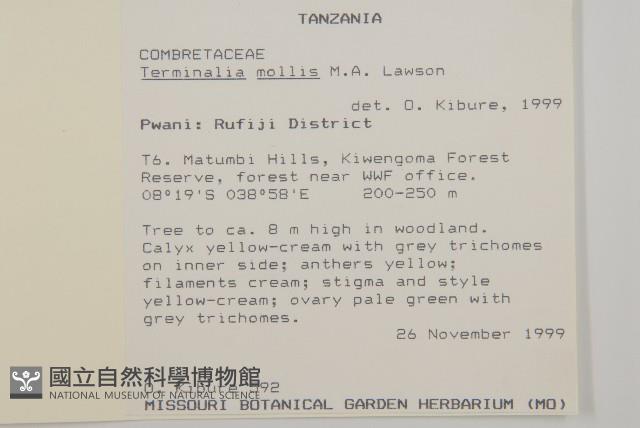 TANZANIA
COMBRETACEAE
Terminalia mollis M.A. Lawson
det. O. Kibure, 1999
Pwani: Rufiji District
T6. Matumbi Hills, Kiwengoma Forest
Reserve, forest near WWF office.
08°19'S 038°58'E 200-250 m
Tree to ca. 8 m high in woodland.
Calyx yellow-cream with grey trichomes
on inner side; anthers yellow;
filaments cream; stigma and style
yellow-cream; ovary pale green with
grey trichomes.
26 November 1999
O. Kibure 592
國立自然科學博物館
NATIONAL MUSEUM OF NATURAL SCIENCE
MISSOURI BOTANICAL GARDEN HERBARIUM (MO)